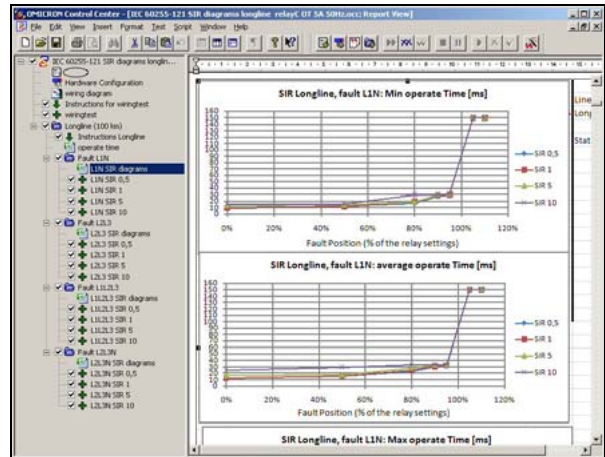 OMICRON Control Center - [IEC 60255-121 SIR diagrams longline relayC OT 5A 50Hz.occ: Report View]
File Edit View Insert Format Test Script Window Help
IEC 60255-121 SIR diagrams longlin...
Hardware Configuration
wiring diagram
Instructions for wiringtest
wiringtest
Longline (100 km)
Instructions Longline
operate time
Fault L1N
L1N SIR diagrams
L1N SIR 0,5
L1N SIR 1
L1N SIR 5
L1N SIR 10
Fault L2L3
L2L3 SIR diagrams
L2L3 SIR 0,5
L2L3 SIR 1
L2L3 SIR 5
L2L3 SIR 10
Fault L1L2L3
L1L2L3 SIR diagrams
L1L2L3 SIR 0,5
L1L2L3 SIR 1
L1L2L3 SIR 5
L1L2L3 SIR 10
Fault L2L3N
L2L3N SIR diagrams
L2L3N SIR 0,5
L2L3N SIR 1
L2L3N SIR 5
L2L3N SIR 10
SIR Longline, fault L1N: Min operate Time [ms]
160
150
140
130
120
110
100
90
80
70
60
50
40
30
20
10
0% 20% 40% 60% 80% 100% 120%
Fault Position (% of the relay settings)
SIR 0,5
SIR 1
SIR 5
SIR 10
SIR Longline, fault L1N: average operate Time [ms]
160
150
140
130
120
110
100
90
80
70
60
50
40
30
20
10
0% 20% 40% 60% 80% 100% 120%
Fault Position (% of the relay settings)
SIR 0,5
SIR 1
SIR 5
SIR 10
SIR Longline, fault L1N: Max operate Time [ms]
Line
Long
Stat